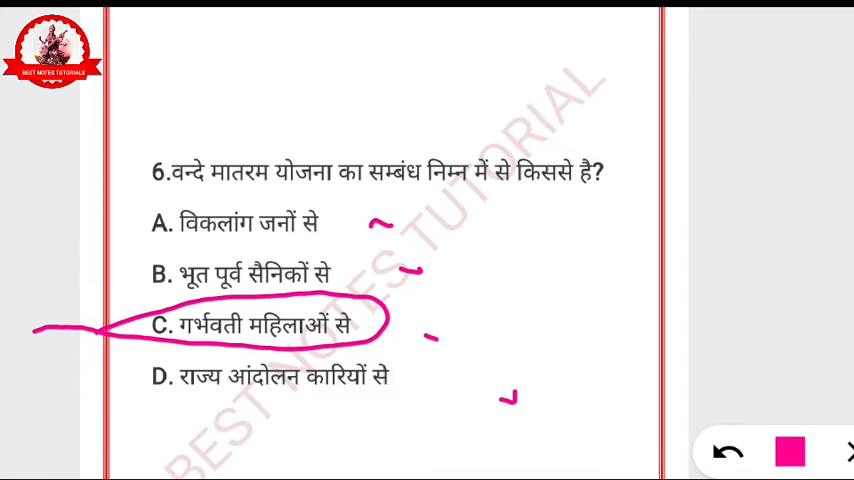 BEST NOTES TUTORIALS
6.वन्दे मातरम योजना का सम्बंध निम्न में से किससे है?
A. विकलांग जनों से
B. भूत पूर्व सैनिकों से
C. गर्भवती महिलाओं से
D. राज्य आंदोलन कारियों से
BEST NOTES TUTORIAL